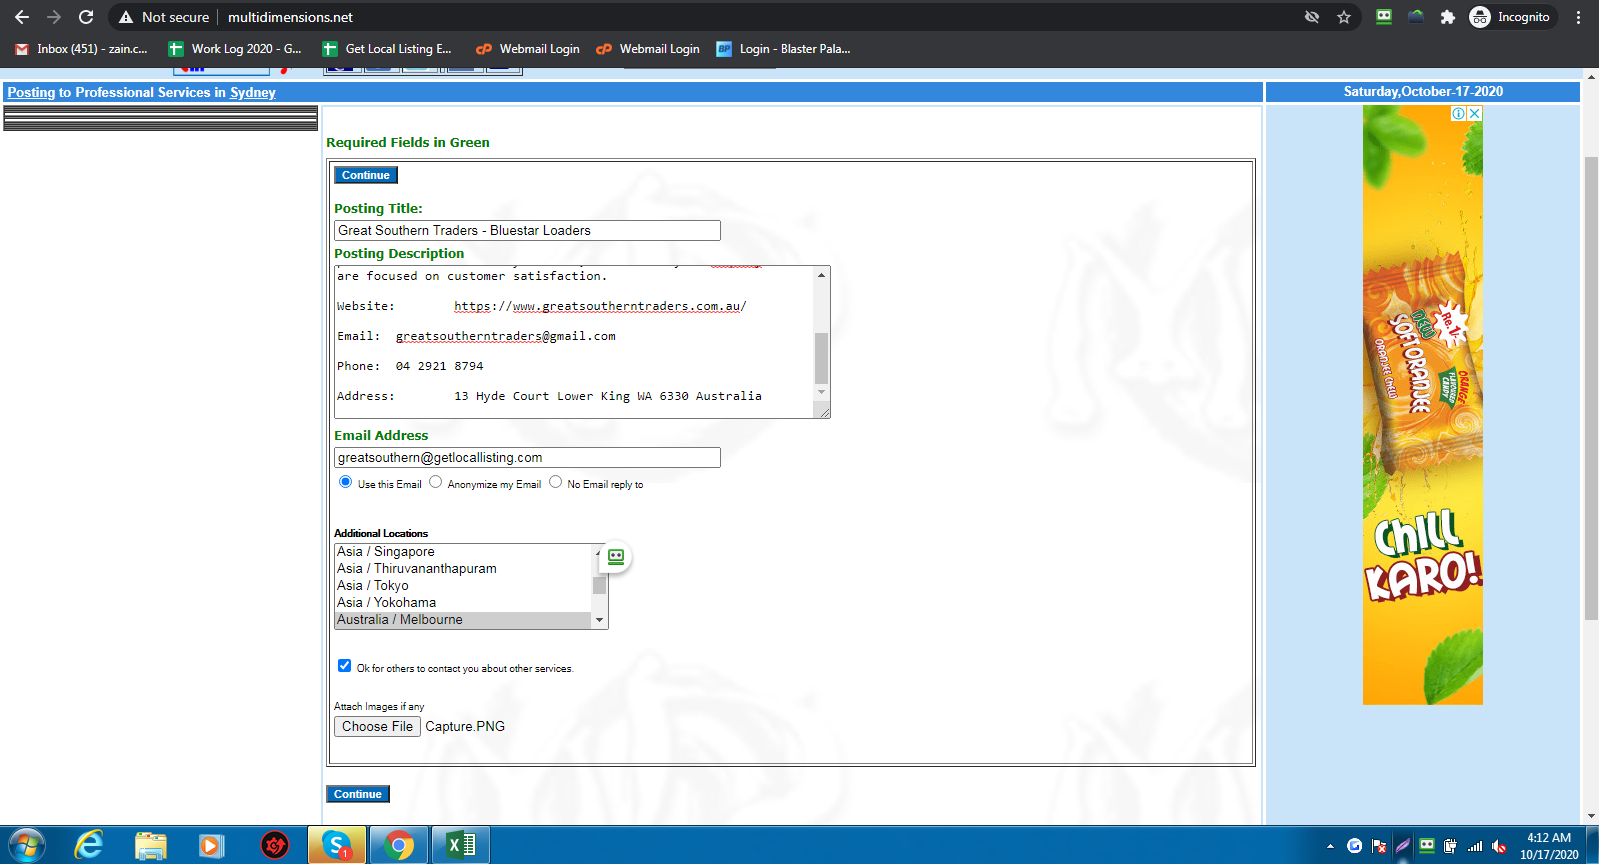 Not secure
multidimensions.net
Incognito
Inbox (451) - zain.c...
Work Log 2020 - G...
Get Local Listing E...
Webmail Login
Webmail Login
Login - Blaster Pala...
Posting to Professional Services in Sydney
Saturday,October-17-2020
Required Fields in Green
Continue
Posting Title:
Great Southern Traders - Bluestar Loaders
Posting Description
are focused on customer satisfaction.
Website: https://www.greatsoutherntraders.com.au/
Email: greatsoutherntraders@gmail.com
Phone: 04 2921 8794
Address: 13 Hyde Court Lower King WA 6330 Australia
Email Address
greatsouthern@getlocallisting.com
Use this Email
Anonymize my Email
No Email reply to
Additional Locations
Asia / Singapore
Asia / Thiruvananthapuram
Asia / Tokyo
Asia / Yokohama
Australia / Melbourne
Ok for others to contact you about other services.
Attach Images if any
Choose File Capture.PNG
Continue
NEW
Re.1/-
SOFTORANJEE
ORANJEE CHEW
ORANGE
FLAVOURED
CANDY
CHILL
KARO!
4:12 AM
10/17/2020